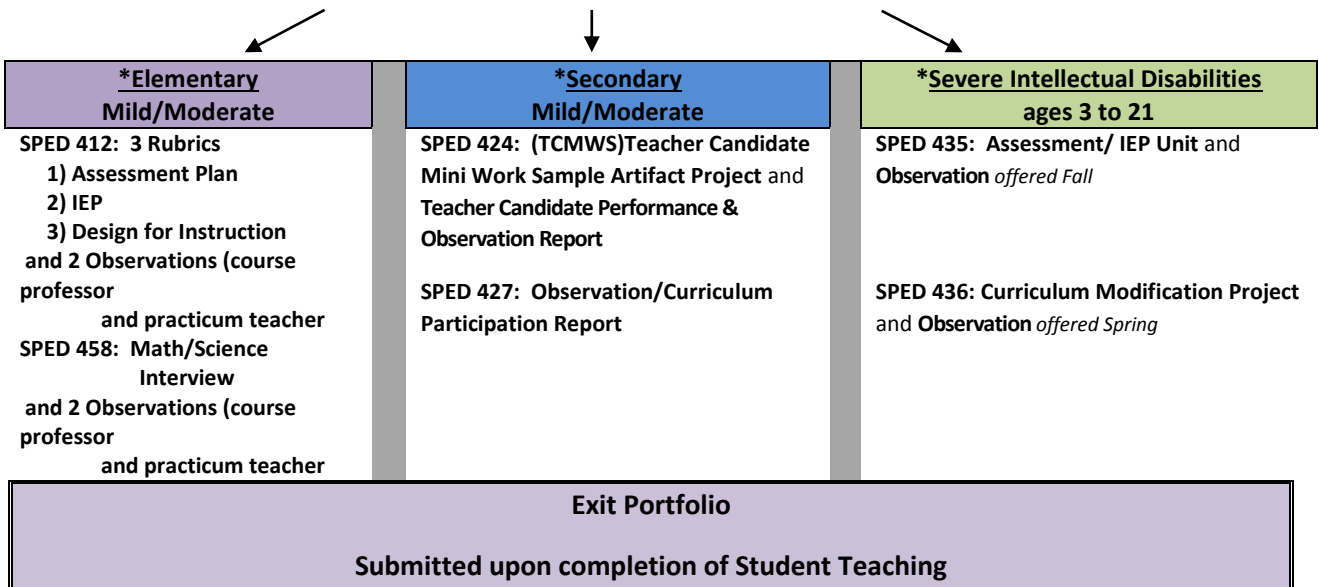 *Elementary
Mild/Moderate
SPED 412: 3 Rubrics
1) Assessment Plan
2) IEP
3) Design for Instruction
and 2 Observations (course
professor
and practicum teacher
SPED 458: Math/Science
Interview
and 2 Observations (course
professor
and practicum teacher
*Secondary
Mild/Moderate
SPED 424: (TCMWS)Teacher Candidate
Mini Work Sample Artifact Project and
Teacher Candidate Performance &
Observation Report
SPED 427: Observation/Curriculum
Participation Report
*Severe Intellectual Disabilities
ages 3 to 21
SPED 435: Assessment/ IEP Unit and
Observation offered Fall
SPED 436: Curriculum Modification Project
and Observation offered Spring
Exit Portfolio
Submitted upon completion of Student Teaching